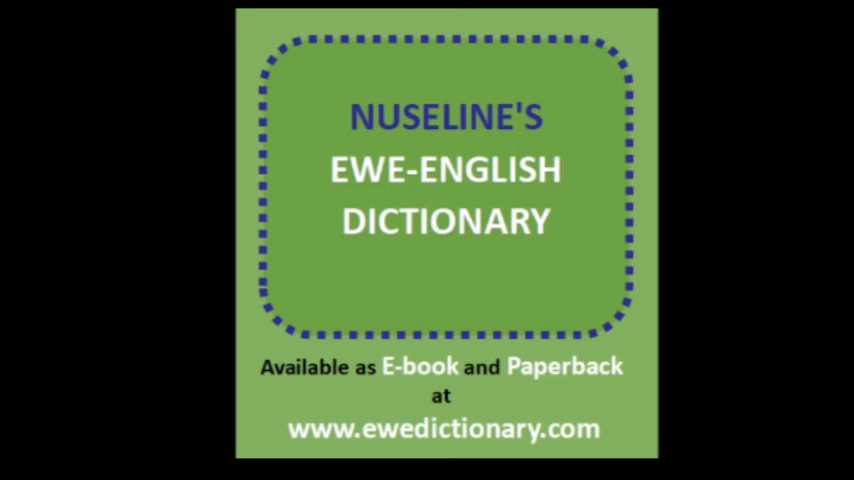 NUSELINE'S
EWE-ENGLISH
DICTIONARY
Available as E-book and Paperback
at
www.ewedictionary.com